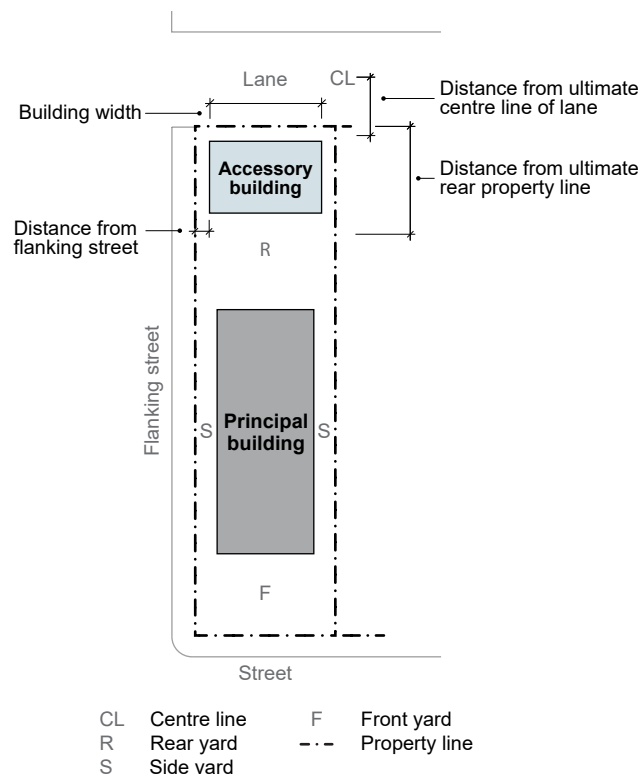 Lane
CL
Distance from ultimate
centre line of lane
Building width
Accessory
building
Distance from ultimate
rear property line
Distance from
flanking street
R
Flanking street
S
Principal
building
S
F
Street
CL Centre line
R Rear yard
S Side yard
F Front yard
Property line